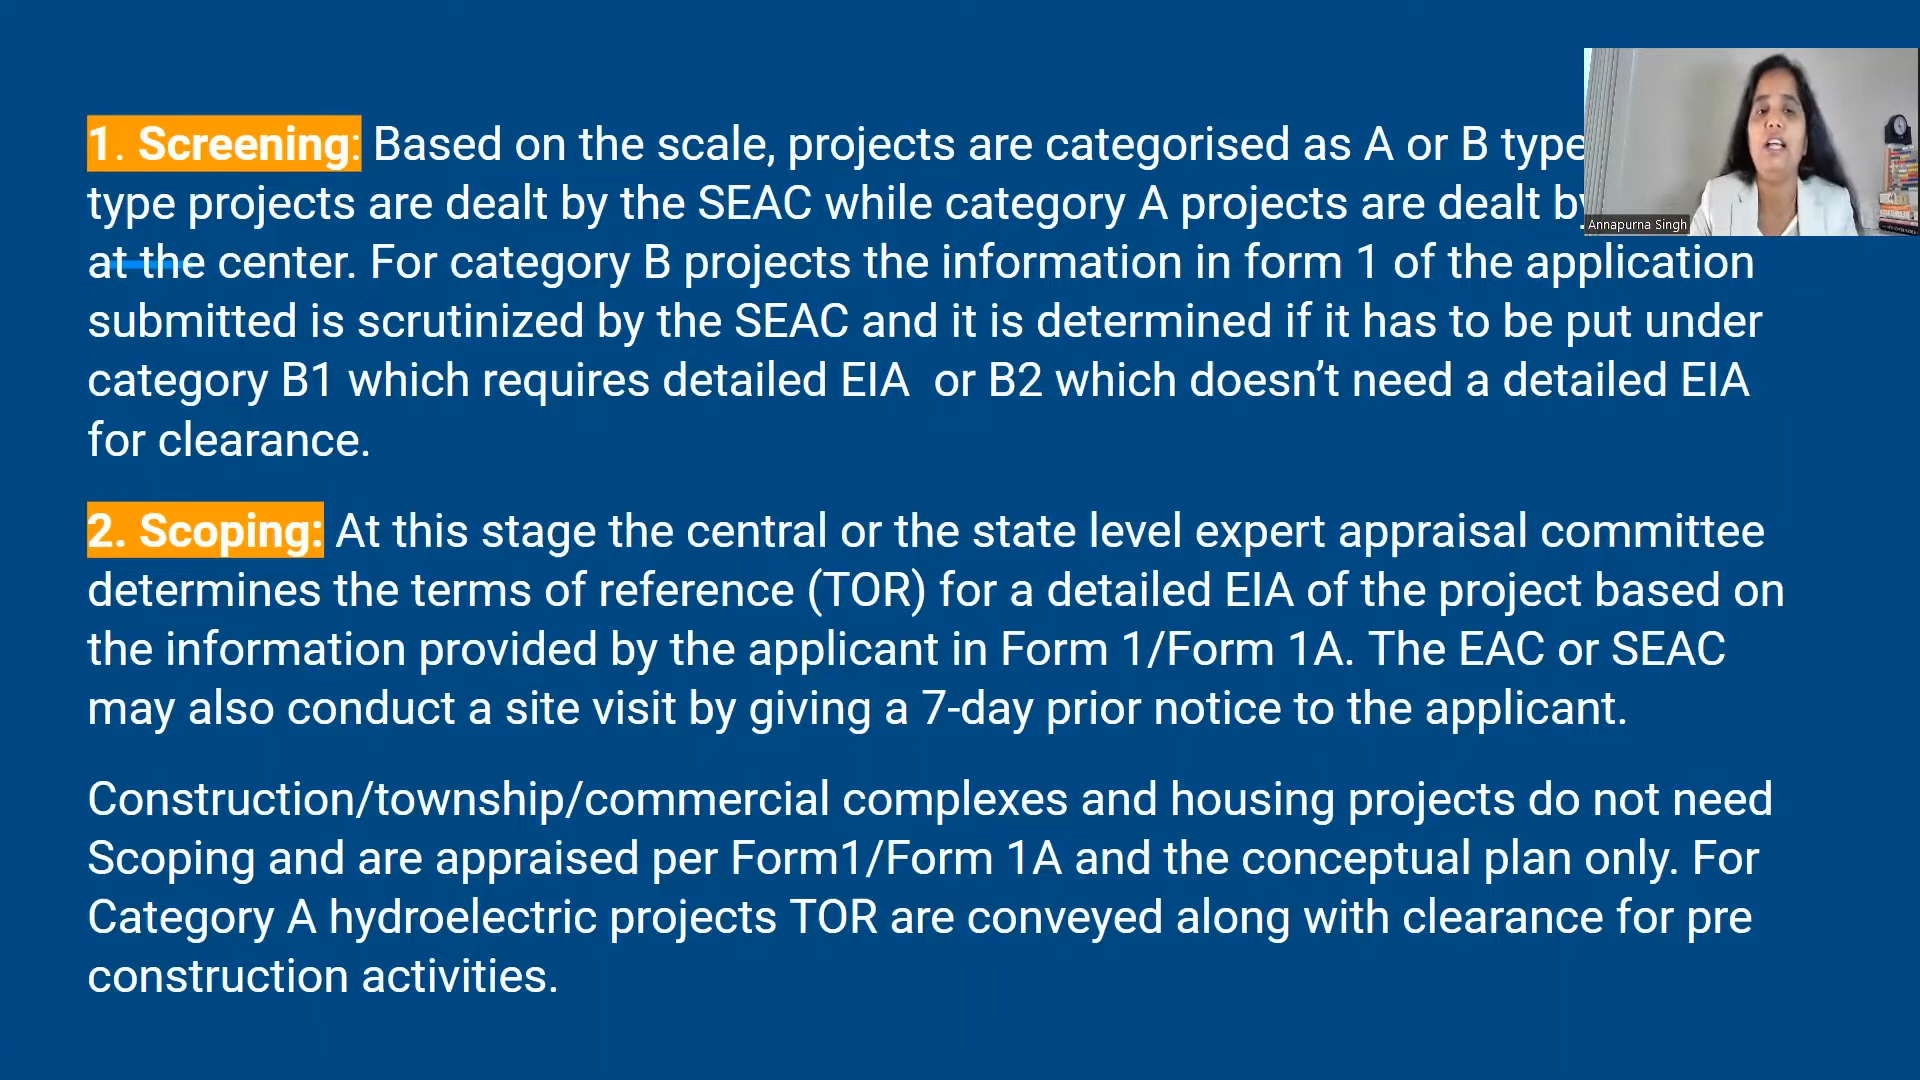 1. Screening: Based on the scale, projects are categorised as A or B type
type projects are dealt by the SEAC while category A projects are dealt by
at the center. For category B projects the information in form 1 of the application
submitted is scrutinized by the SEAC and it is determined if it has to be put under
category B1 which requires detailed EIA or B2 which doesn’t need a detailed EIA
for clearance.
2. Scoping: At this stage the central or the state level expert appraisal committee
determines the terms of reference (TOR) for a detailed EIA of the project based on
the information provided by the applicant in Form 1/Form 1A. The EAC or SEAC
may also conduct a site visit by giving a 7-day prior notice to the applicant.
Construction/township/commercial complexes and housing projects do not need
Scoping and are appraised per Form1/Form 1A and the conceptual plan only. For
Category A hydroelectric projects TOR are conveyed along with clearance for pre
construction activities.
Annapurna Singh